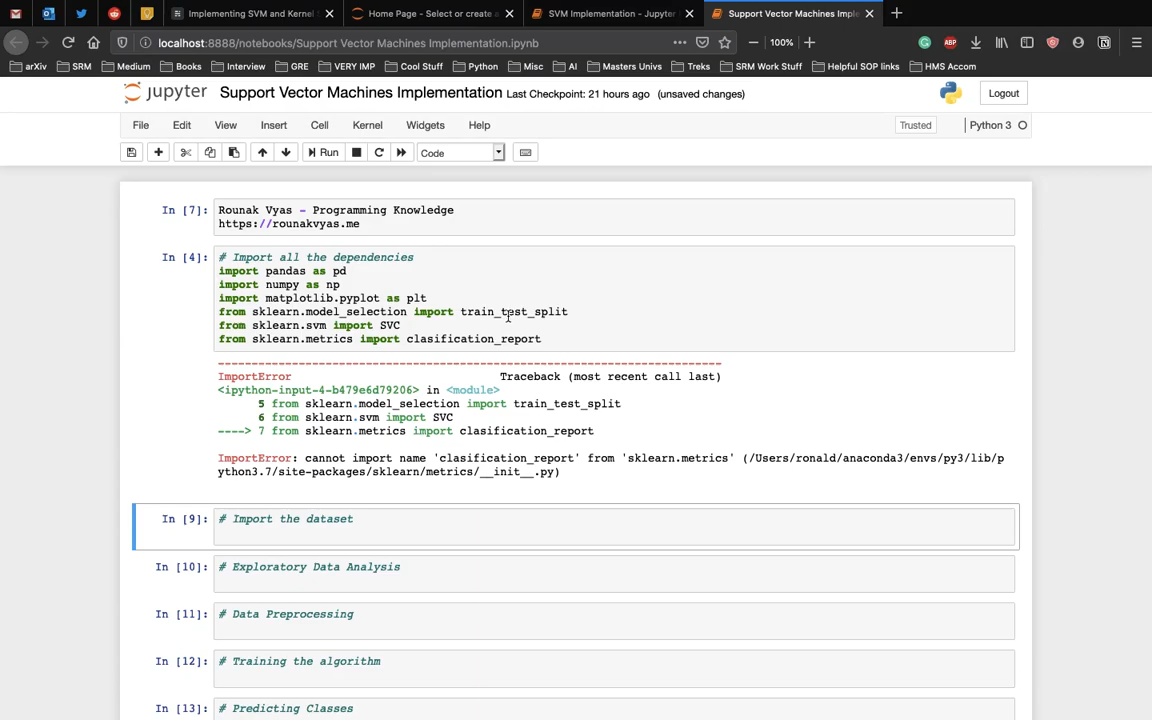 Implementing SVM and Kernel
Home Page - Select or create a
SVM Implementation - Jupyter
Support Vector Machines Imple
localhost:8888/notebooks/Support Vector Machines Implementation.ipynb
100%
arXiv SRM Medium Books Interview GRE VERY IMP Cool Stuff Python Misc AI Masters Univs Treks SRM Work Stuff Helpful SOP links HMS Accom
jupyter Support Vector Machines Implementation Last Checkpoint: 21 hours ago (unsaved changes)
Logout
File Edit View Insert Cell Kernel Widgets Help
Trusted Python 3
Run Code
In [7]: Rounak Vyas - Programming Knowledge
https://rounakvyas.me
In [4]: # Import all the dependencies
import pandas as pd
import numpy as np
import matplotlib.pyplot as plt
from sklearn.model_selection import train_test_split
from sklearn.svm import SVC
from sklearn.metrics import clasification_report
---------------------------------------------------------------------------
ImportError Traceback (most recent call last)
<ipython-input-4-b479e6d79206> in <module>
5 from sklearn.model_selection import train_test_split
6 from sklearn.svm import SVC
----> 7 from sklearn.metrics import clasification_report
ImportError: cannot import name 'clasification_report' from 'sklearn.metrics' (/Users/ronald/anaconda3/envs/py3/lib/p
ython3.7/site-packages/sklearn/metrics/__init__.py)
In [9]: # Import the dataset
In [10]: # Exploratory Data Analysis
In [11]: # Data Preprocessing
In [12]: # Training the algorithm
In [13]: # Predicting Classes